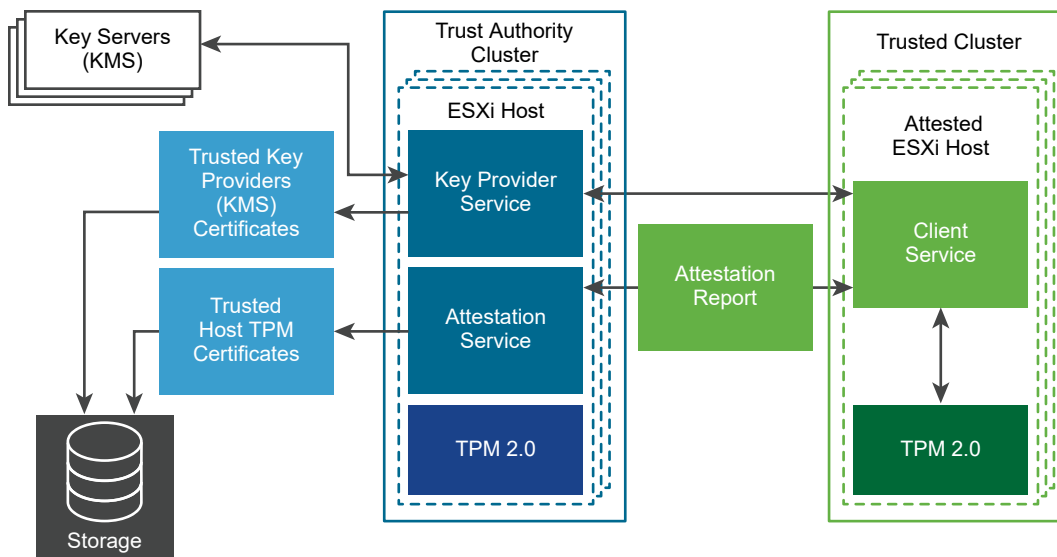 Key Servers
(KMS)
Trust Authority
Cluster
Trusted Cluster
ESXi Host
Attested
ESXi Host
Trusted Key
Providers
(KMS)
Certificates
Key Provider
Service
Client
Service
Attestation
Report
Trusted
Host TPM
Certificates
Attestation
Service
TPM 2.0
TPM 2.0
Storage